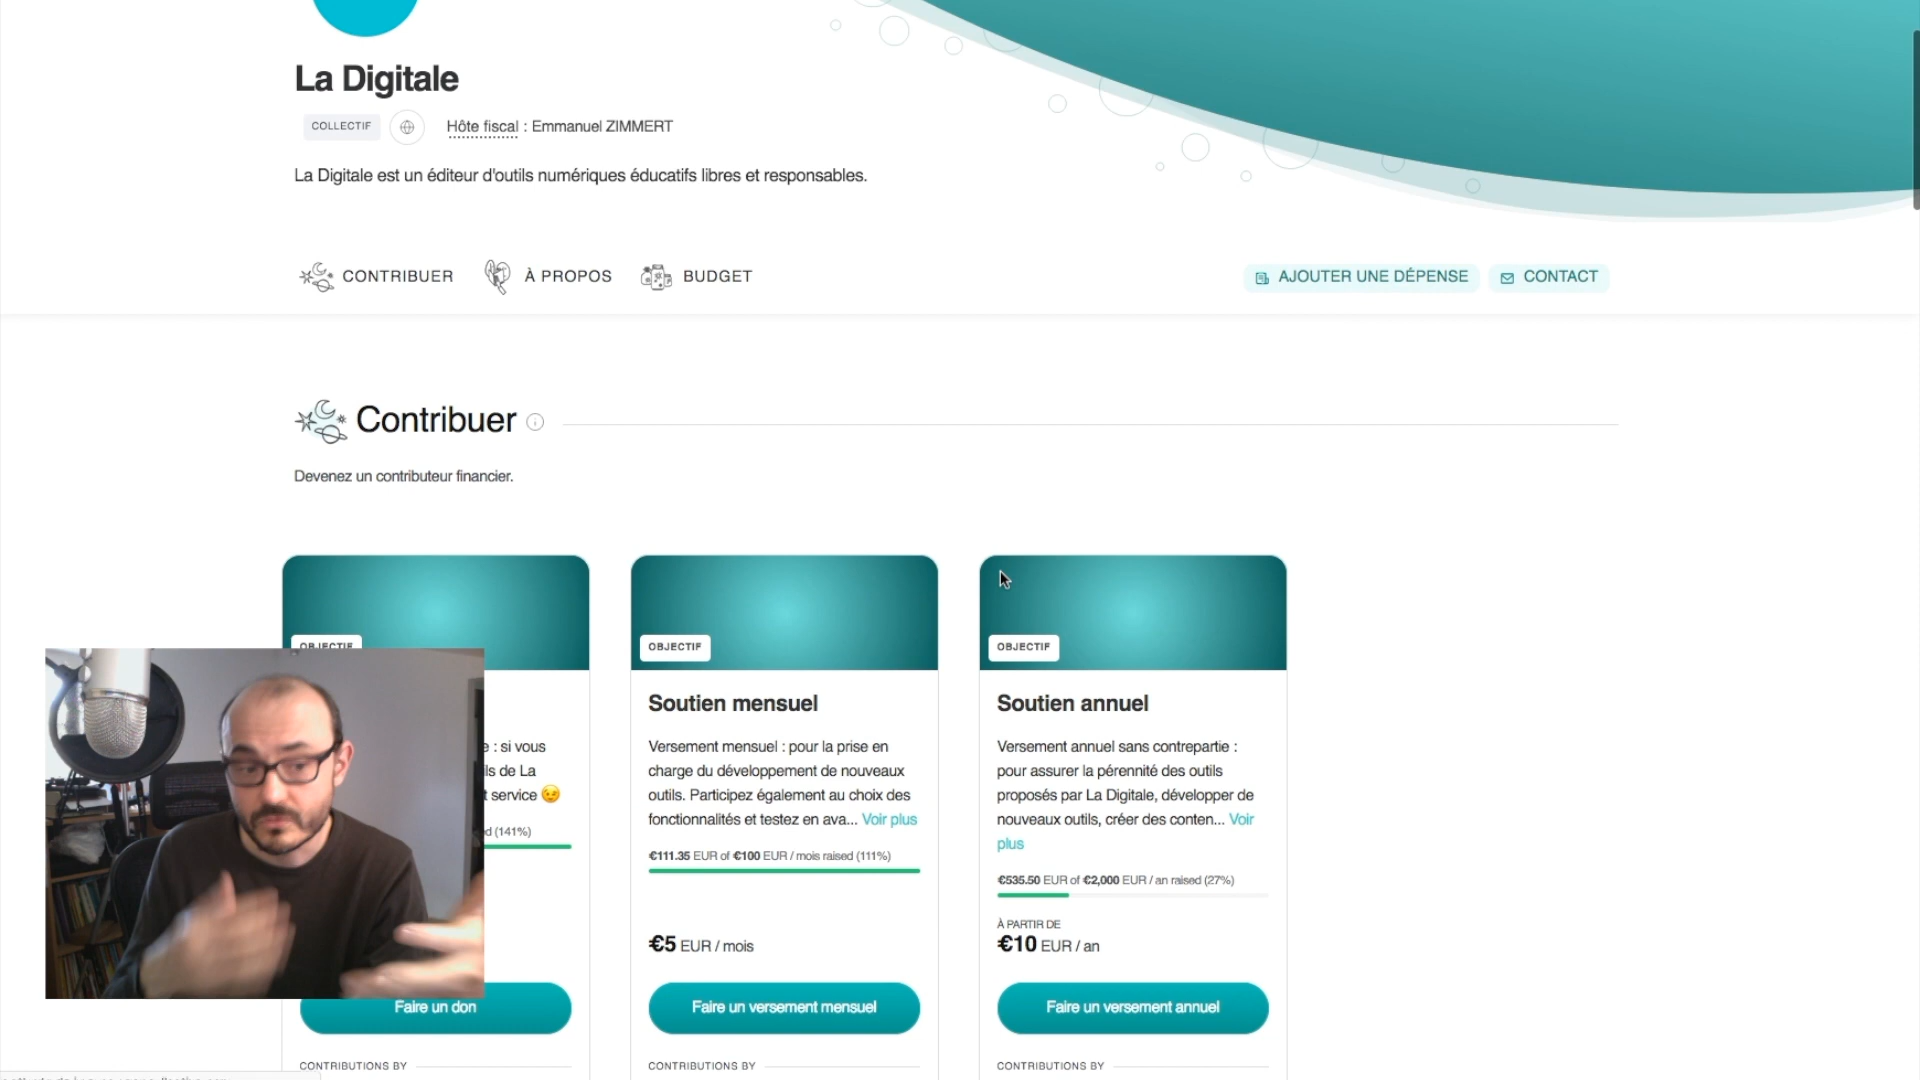 La Digitale
COLLECTIF
Hôte fiscal : Emmanuel ZIMMERT
La Digitale est un éditeur d'outils numériques éducatifs libres et responsables.
CONTRIBUER
À PROPOS
BUDGET
AJOUTER UNE DÉPENSE
CONTACT
Contribuer
Devenez un contributeur financier.
OBJECTIF
: si vous
de La
service 😉
(141%)
Faire un don
CONTRIBUTIONS BY
OBJECTIF
Soutien mensuel
Versement mensuel : pour la prise en
charge du développement de nouveaux
outils. Participez également au choix des
fonctionnalités et testez en ava... Voir plus
€111.35 EUR of €100 EUR / mois raised (111%)
€5 EUR / mois
Faire un versement mensuel
CONTRIBUTIONS BY
OBJECTIF
Soutien annuel
Versement annuel sans contrepartie :
pour assurer la pérennité des outils
proposés par La Digitale, développer de
nouveaux outils, créer des conten... Voir
plus
€535.50 EUR of €2,000 EUR / an raised (27%)
À PARTIR DE
€10 EUR / an
Faire un versement annuel
CONTRIBUTIONS BY